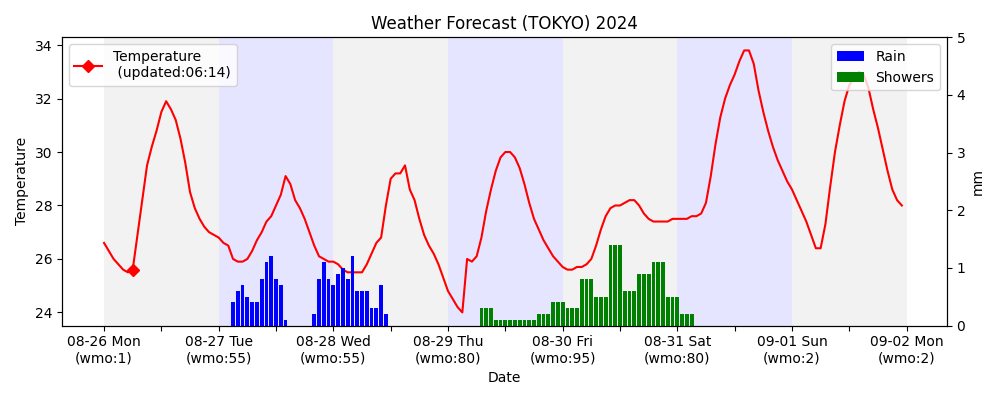 Weather Forecast (TOKYO) 2024
Temperature
(updated:06:14)
Rain
Showers
34
32
30
28
26
24
Temperature
5
4
3
2
1
0
mm
08-26 Mon
(wmo:1)
08-27 Tue
(wmo:55)
08-28 Wed
(wmo:55)
08-29 Thu
(wmo:80)
08-30 Fri
(wmo:95)
08-31 Sat
(wmo:80)
09-01 Sun
(wmo:2)
09-02 Mon
(wmo:2)
Date